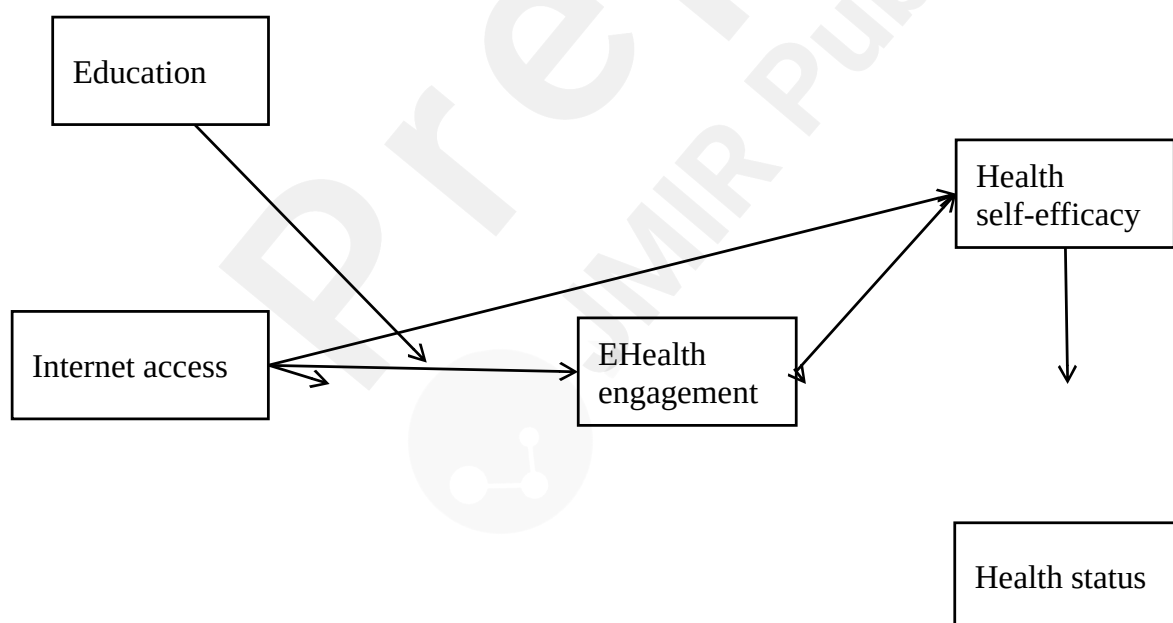 Education
Health
self-efficacy
Internet access
EHealth
engagement
Health status